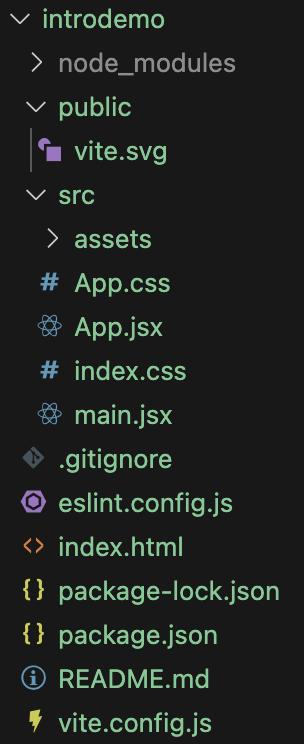 introdemo
node_modules
public
vite.svg
src
assets
App.css
App.jsx
index.css
main.jsx
.gitignore
eslint.config.js
index.html
package-lock.json
package.json
README.md
vite.config.js